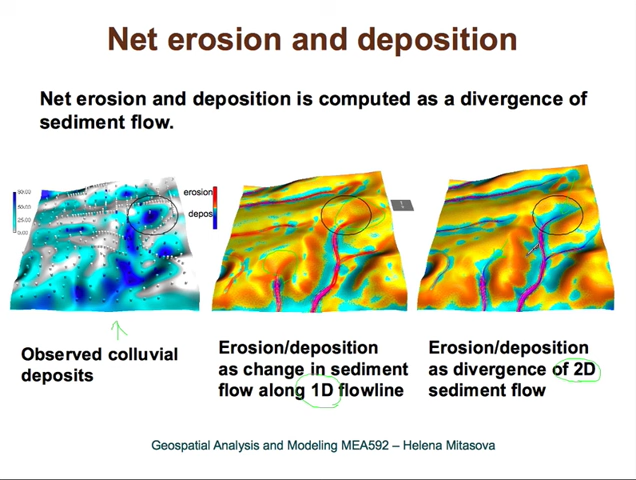 Net erosion and deposition
Net erosion and deposition is computed as a divergence of
sediment flow.
erosion
depos
Observed colluvial
deposits
Erosion/deposition
as change in sediment
flow along 1D flowline
Erosion/deposition
as divergence of 2D
sediment flow
Geospatial Analysis and Modeling MEA592 – Helena Mitasova